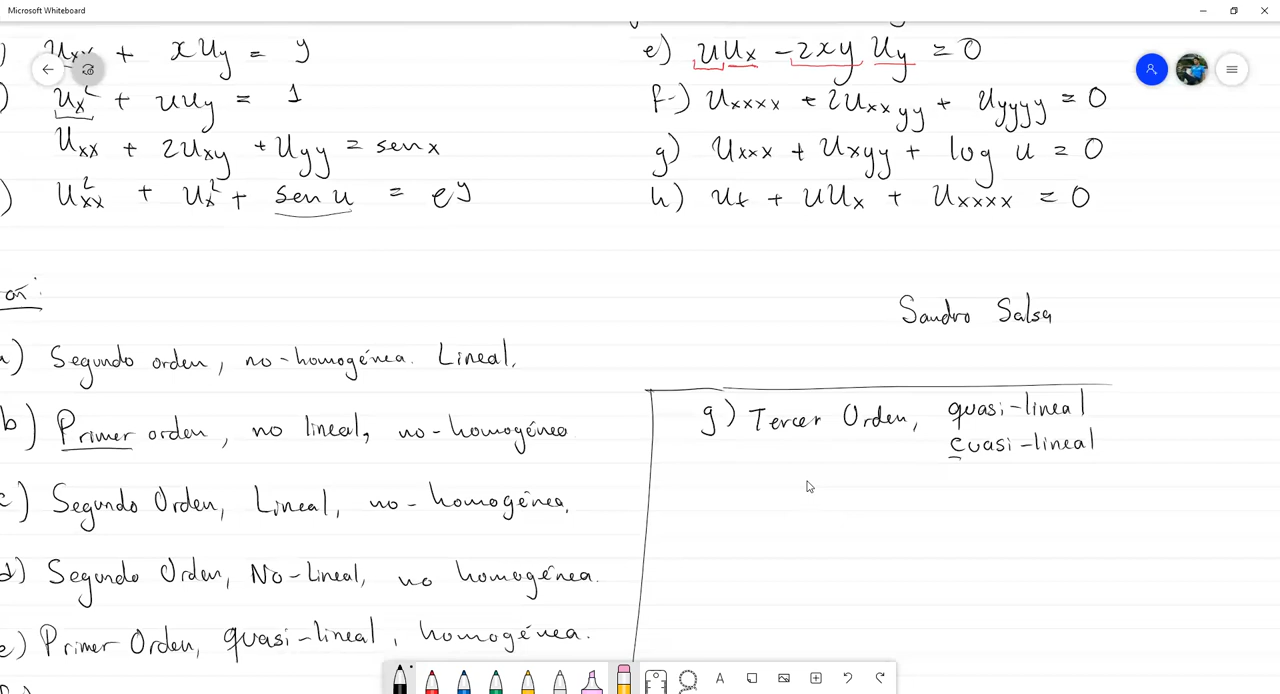 Microsoft Whiteboard
) Uxx + x Uy = y
) Ux² + uUy = 1
Uxx + 2Uxy + Uyy = sen x
) U²xx + Ux² + sen u = e^y
e) uUx - 2xy Uy = 0
f-) Uxxxx + 2Uxxyy + Uyyyy = 0
g) Uxxx + Uxyy + log u = 0
h) Ut + uUx + Uxxxx = 0
Sandro Salsa
a) Segundo orden, no-homogénea. Lineal.
b) Primer orden, no lineal, no-homogénea
c) Segundo Orden, Lineal, no-homogénea.
d) Segundo Orden, No-Lineal, no homogénea.
e) Primer Orden, quasi-lineal, homogénea.
g) Tercer Orden, quasi-lineal
cuasi-lineal